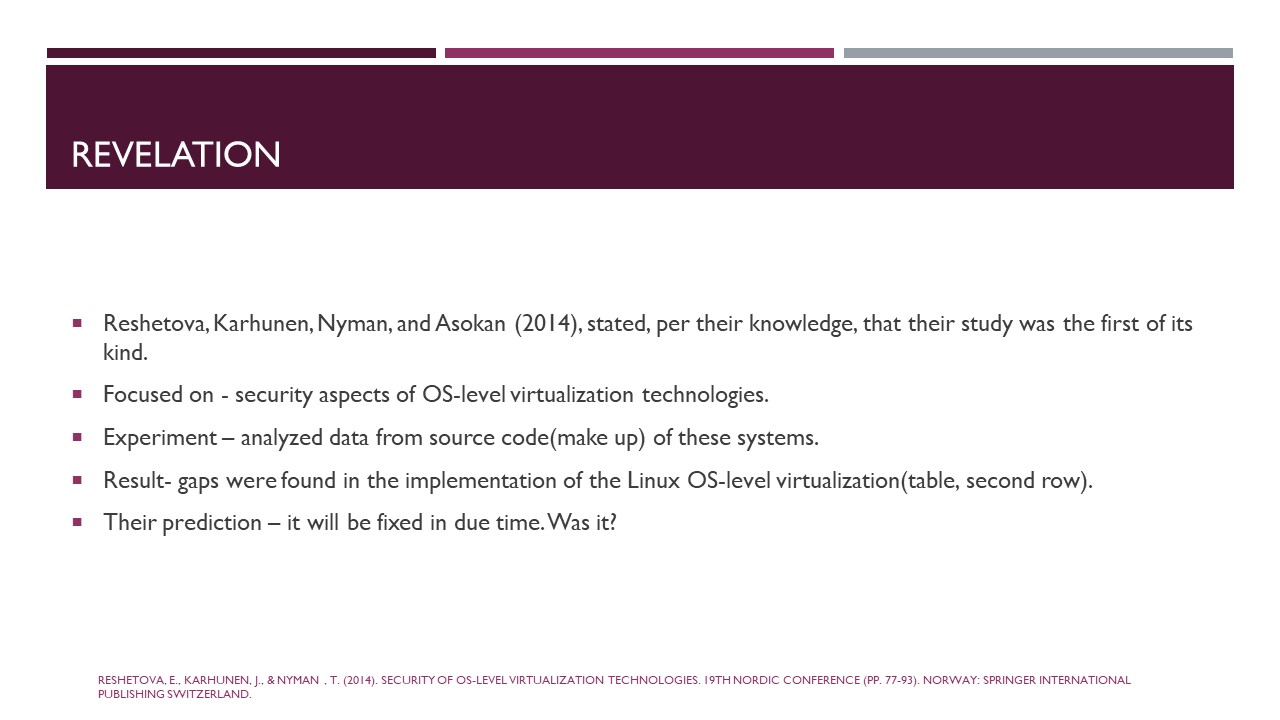 REVELATION
▪ Reshetova, Karhunen, Nyman, and Asokan (2014), stated, per their knowledge, that their study was the first of its
kind.
▪ Focused on - security aspects of OS-level virtualization technologies.
▪ Experiment – analyzed data from source code(make up) of these systems.
▪ Result- gaps were found in the implementation of the Linux OS-level virtualization(table, second row).
▪ Their prediction – it will be fixed in due time. Was it?
RESHETOVA, E., KARHUNEN, J., & NYMAN , T. (2014). SECURITY OF OS-LEVEL VIRTUALIZATION TECHNOLOGIES. 19TH NORDIC CONFERENCE (PP. 77-93). NORWAY: SPRINGER INTERNATIONAL
PUBLISHING SWITZERLAND.